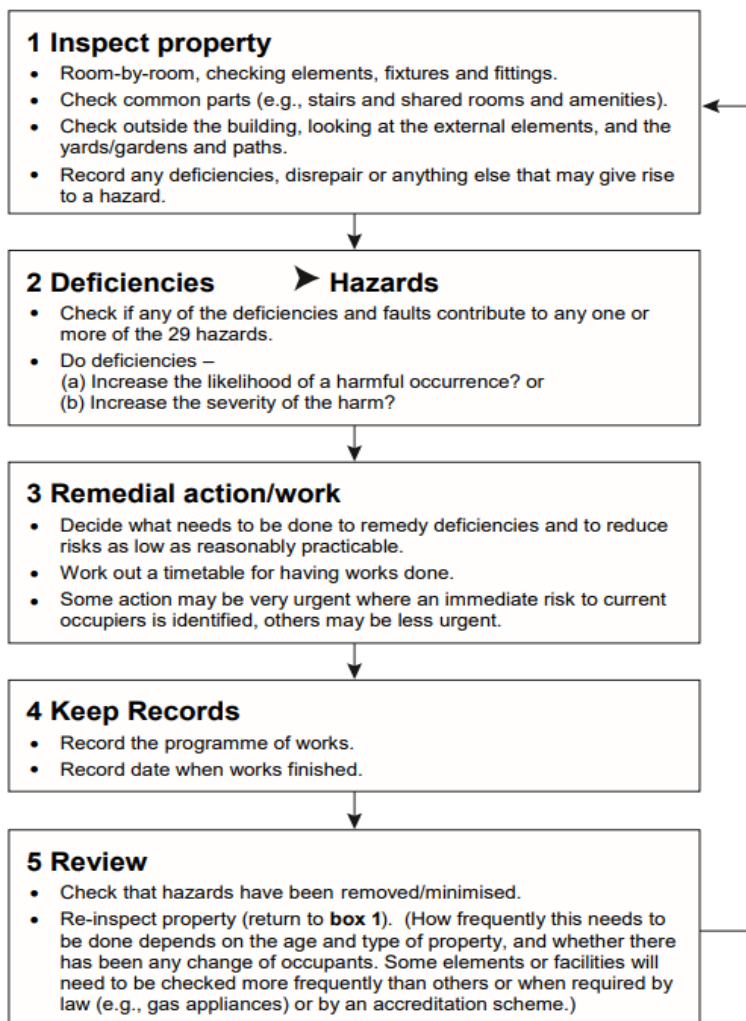 1 Inspect property
• Room-by-room, checking elements, fixtures and fittings.
• Check common parts (e.g., stairs and shared rooms and amenities).
• Check outside the building, looking at the external elements, and the
yards/gardens and paths.
• Record any deficiencies, disrepair or anything else that may give rise
to a hazard.
2 Deficiencies ➤ Hazards
• Check if any of the deficiencies and faults contribute to any one or
more of the 29 hazards.
• Do deficiencies –
(a) Increase the likelihood of a harmful occurrence? or
(b) Increase the severity of the harm?
3 Remedial action/work
• Decide what needs to be done to remedy deficiencies and to reduce
risks as low as reasonably practicable.
• Work out a timetable for having works done.
• Some action may be very urgent where an immediate risk to current
occupiers is identified, others may be less urgent.
4 Keep Records
• Record the programme of works.
• Record date when works finished.
5 Review
• Check that hazards have been removed/minimised.
• Re-inspect property (return to box 1). (How frequently this needs to
be done depends on the age and type of property, and whether there
has been any change of occupants. Some elements or facilities will
need to be checked more frequently than others or when required by
law (e.g., gas appliances) or by an accreditation scheme.)